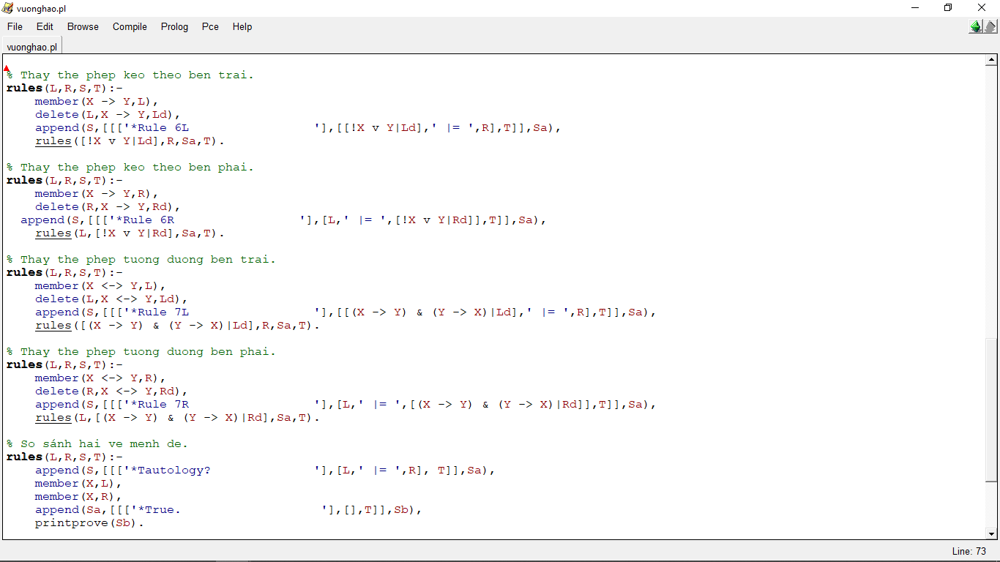 vuonghao.pl
File Edit Browse Compile Prolog Pce Help
vuonghao.pl
% Thay the phep keo theo ben trai.
rules(L,R,S,T):-
    member(X -> Y,L),
    delete(L,X -> Y,Ld),
    append(S,[[['*Rule 6L                 '],[[!X v Y|Ld],' |= ',R],T]],Sa),
    rules([!X v Y|Ld],R,Sa,T).
% Thay the phep keo theo ben phai.
rules(L,R,S,T):-
    member(X -> Y,R),
    delete(R,X -> Y,Rd),
  append(S,[[['*Rule 6R                 '],[L,' |= ',[!X v Y|Rd]],T]],Sa),
    rules(L,[!X v Y|Rd],Sa,T).
% Thay the phep tuong duong ben trai.
rules(L,R,S,T):-
    member(X <-> Y,L),
    delete(L,X <-> Y,Ld),
    append(S,[[['*Rule 7L                 '],[[(X -> Y) & (Y -> X)|Ld],' |= ',R],T]],Sa),
    rules([(X -> Y) & (Y -> X)|Ld],R,Sa,T).
% Thay the phep tuong duong ben phai.
rules(L,R,S,T):-
    member(X <-> Y,R),
    delete(R,X <-> Y,Rd),
    append(S,[[['*Rule 7R                 '],[L,' |= ',[(X -> Y) & (Y -> X)|Rd]],T]],Sa),
    rules(L,[(X -> Y) & (Y -> X)|Rd],Sa,T).
% So sánh hai ve menh de.
rules(L,R,S,T):-
    append(S,[[['*Tautology?              '],[L,' |= ',R], T]],Sa),
    member(X,L),
    member(X,R),
    append(Sa,[[['*True.                   '],[],T]],Sb),
    printprove(Sb).
Line: 73